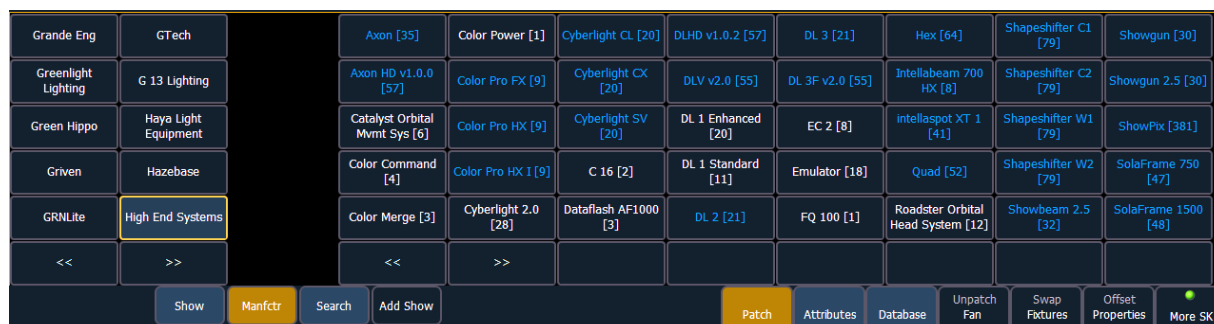 Grande Eng
GTech
Axon [35]
Color Power [1]
Cyberlight CL [20]
DLHD v1.0.2 [57]
DL 3 [21]
Hex [64]
Shapeshifter C1
[79]
Showgun [30]
Greenlight
Lighting
G 13 Lighting
Axon HD v1.0.0
[57]
Color Pro FX [9]
Cyberlight CX
[20]
DLV v2.0 [55]
DL 3F v2.0 [55]
Intellabeam 700
HX [8]
Shapeshifter C2
[79]
Showgun 2.5 [30]
Green Hippo
Haya Light
Equipment
Catalyst Orbital
Mvmt Sys [6]
Color Pro HX [9]
Cyberlight SV
[20]
DL 1 Enhanced
[20]
EC 2 [8]
intellaspot XT 1
[41]
Shapeshifter W1
[79]
ShowPix [381]
Griven
Hazebase
Color Command
[4]
Color Pro HX I [9]
C 16 [2]
DL 1 Standard
[11]
Emulator [18]
Quad [52]
Shapeshifter W2
[79]
SolaFrame 750
[47]
GRNLite
High End Systems
Color Merge [3]
Cyberlight 2.0
[28]
Dataflash AF1000
[3]
DL 2 [21]
FQ 100 [1]
Roadster Orbital
Head System [12]
Showbeam 2.5
[32]
SolaFrame 1500
[48]
<<
>>
<<
>>
Show
Manfctr
Search
Add Show
Patch
Attributes
Database
Unpatch
Fan
Swap
Fixtures
Offset
Properties
More SK